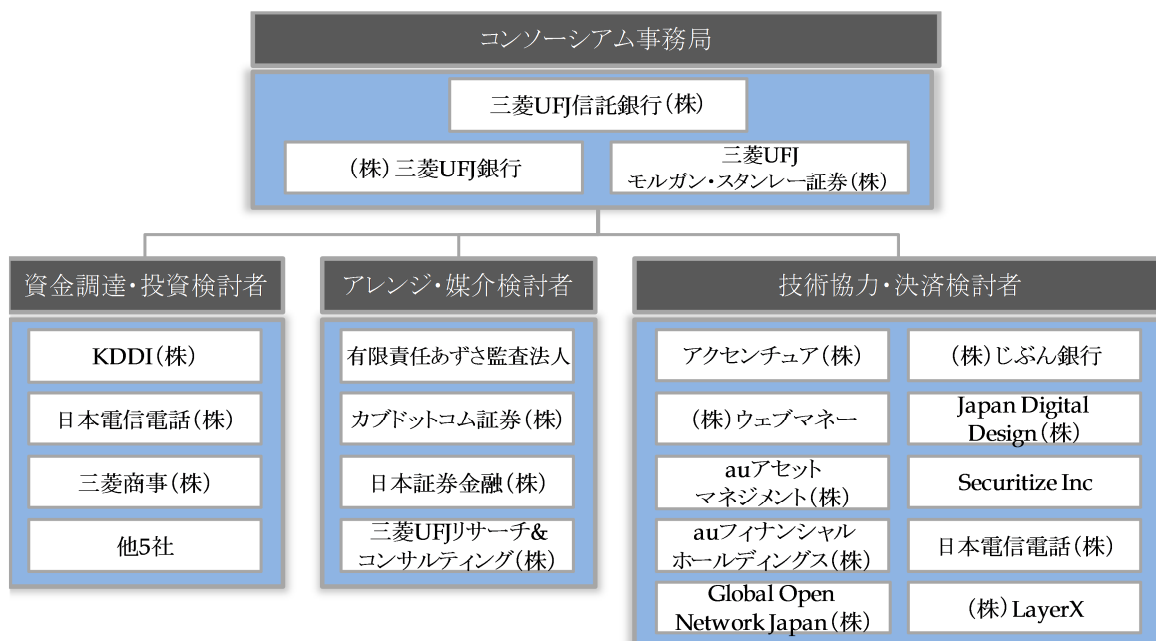 コンソーシアム事務局
三菱UFJ信託銀行(株)
(株)三菱UFJ銀行
三菱UFJ
モルガン・スタンレー証券(株)
資金調達・投資検討者
KDDI(株)
日本電信電話(株)
三菱商事(株)
他5社
アレンジ・媒介検討者
有限責任あずさ監査法人
カブドットコム証券(株)
日本証券金融(株)
三菱UFJリサーチ&
コンサルティング(株)
技術協力・決済検討者
アクセンチュア(株)
(株)じぶん銀行
(株)ウェブマネー
Japan Digital
Design(株)
auアセット
マネジメント(株)
Securitize Inc
auフィナンシャル
ホールディングス(株)
日本電信電話(株)
Global Open
Network Japan(株)
(株)LayerX